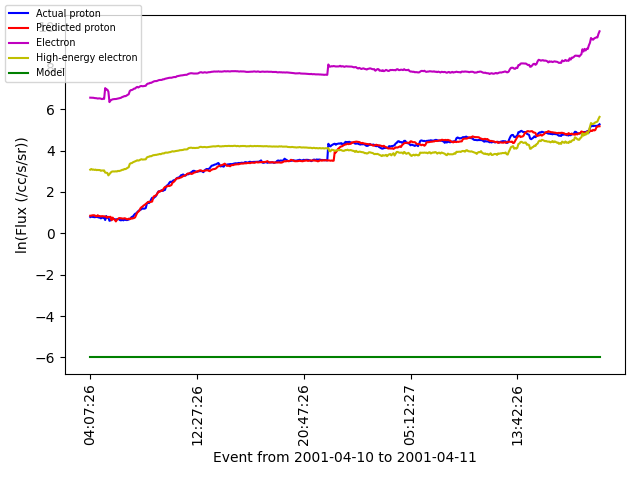 Actual proton
Predicted proton
Electron
High-energy electron
Model
6
4
2
0
−2
−4
−6
ln(Flux (/cc/s/sr))
04:07:26
12:27:26
20:47:26
05:12:27
13:42:26
Event from 2001-04-10 to 2001-04-11